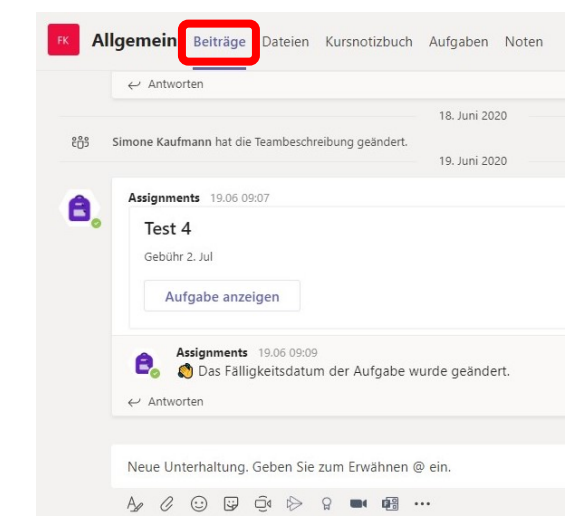 FK Allgemein Beiträge Dateien Kursnotizbuch Aufgaben Noten
Antworten
18. Juni 2020
Simone Kaufmann hat die Teambeschreibung geändert.
19. Juni 2020
Assignments 19.06 09:07
Test 4
Gebühr 2. Jul
Aufgabe anzeigen
Assignments 19.06 09:09
Das Fälligkeitsdatum der Aufgabe wurde geändert.
Antworten
Neue Unterhaltung. Geben Sie zum Erwähnen @ ein.